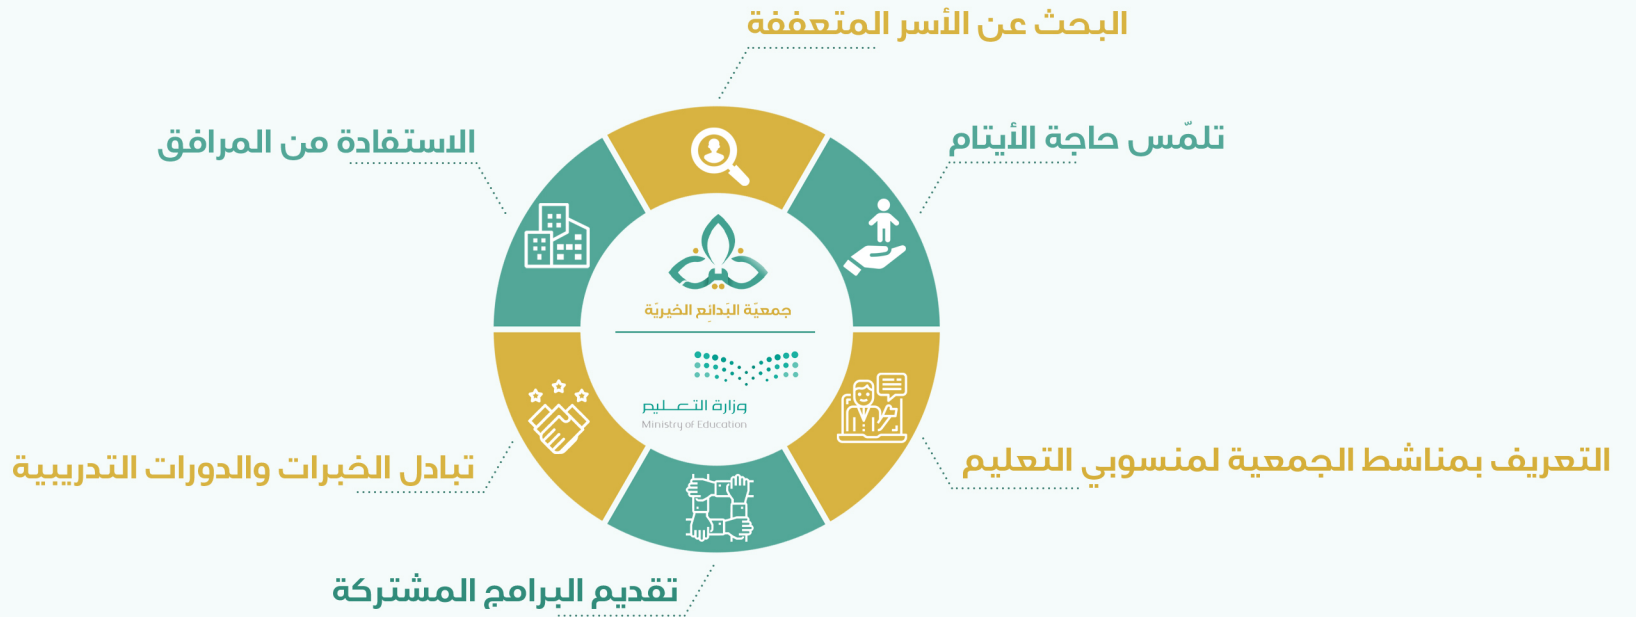 البحث عن الأسر المتعففة
تلمّس حاجة الأيتام
الاستفادة من المرافق
جمعيّة البَدائِع الخيريّة
وزارة التعليم
Ministry of Education
التعريف بمناشط الجمعية لمنسوبي التعليم
تبادل الخبرات والدورات التدريبية
تقديم البرامج المشتركة